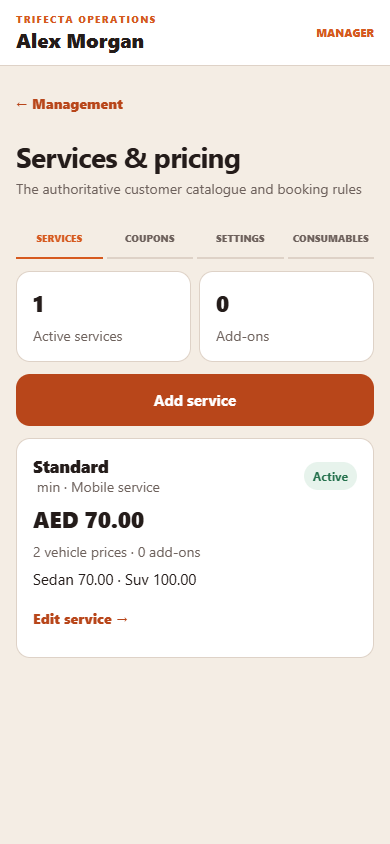 TRIFECTA OPERATIONS
Alex Morgan
MANAGER
← Management
Services & pricing
The authoritative customer catalogue and booking rules
SERVICES
COUPONS
SETTINGS
CONSUMABLES
1
Active services
0
Add-ons
Add service
Standard
min · Mobile service
Active
AED 70.00
2 vehicle prices · 0 add-ons
Sedan 70.00 · Suv 100.00
Edit service →